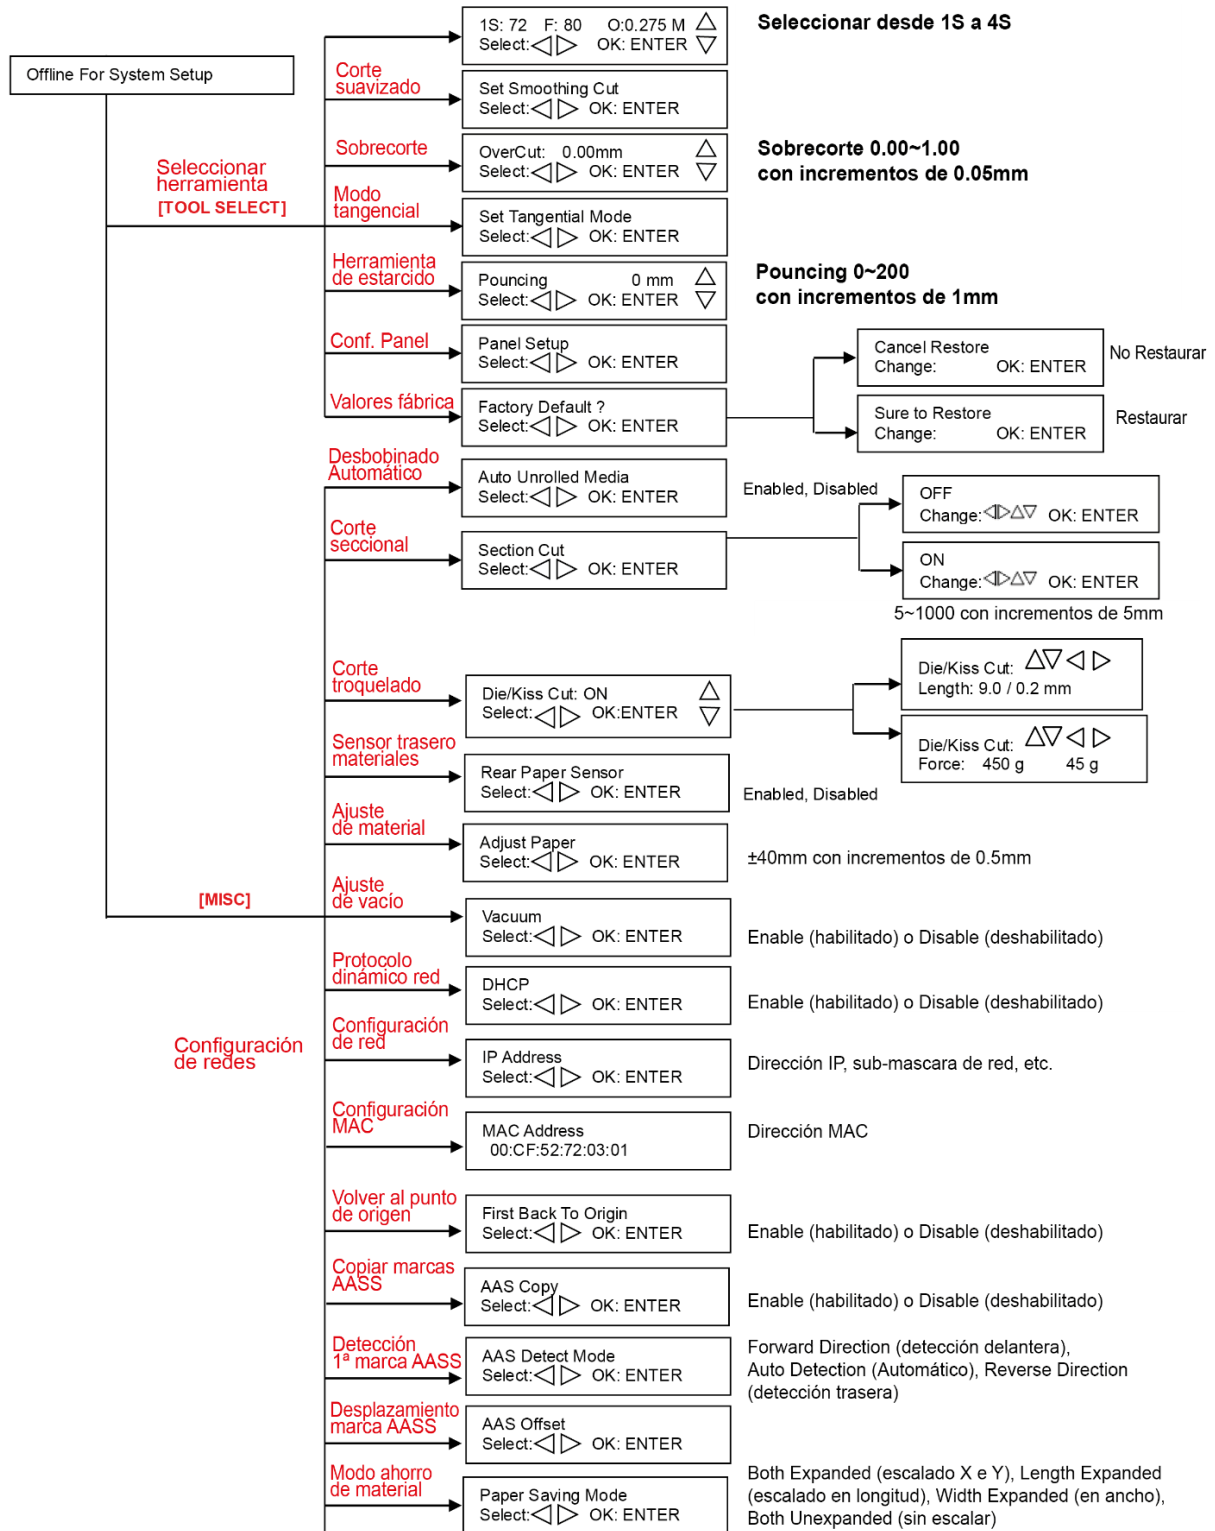 Offline For System Setup
1S: 72 F: 80 O:0.275 M
Select: OK: ENTER
Seleccionar desde 1S a 4S
Corte
suavizado
Set Smoothing Cut
Select: OK: ENTER
Seleccionar
herramienta
[TOOL SELECT]
Sobrecorte
OverCut: 0.00mm
Select: OK: ENTER
Sobrecorte 0.00~1.00
con incrementos de 0.05mm
Modo
tangencial
Set Tangential Mode
Select: OK: ENTER
Herramienta
de estarcido
Pouncing 0 mm
Select: OK: ENTER
Pouncing 0~200
con incrementos de 1mm
Conf. Panel
Panel Setup
Select: OK: ENTER
Cancel Restore
Change: OK: ENTER
No Restaurar
Valores fábrica
Factory Default ?
Select: OK: ENTER
Sure to Restore
Change: OK: ENTER
Restaurar
Desbobinado
Automático
Auto Unrolled Media
Select: OK: ENTER
Enabled, Disabled
OFF
Change: OK: ENTER
Corte
seccional
Section Cut
Select: OK: ENTER
ON
Change: OK: ENTER
5~1000 con incrementos de 5mm
Corte
troquelado
Die/Kiss Cut: ON
Select: OK:ENTER
Die/Kiss Cut:
Length: 9.0 / 0.2 mm
Die/Kiss Cut:
Force: 450 g 45 g
Sensor trasero
materiales
Rear Paper Sensor
Select: OK: ENTER
Enabled, Disabled
Ajuste
de material
Adjust Paper
Select: OK: ENTER
±40mm con incrementos de 0.5mm
[MISC]
Ajuste
de vacío
Vacuum
Select: OK: ENTER
Enable (habilitado) o Disable (deshabilitado)
Protocolo
dinámico red
DHCP
Select: OK: ENTER
Enable (habilitado) o Disable (deshabilitado)
Configuración
de redes
Configuración
de red
IP Address
Select: OK: ENTER
Dirección IP, sub-mascara de red, etc.
Configuración
MAC
MAC Address
00:CF:52:72:03:01
Dirección MAC
Volver al punto
de origen
First Back To Origin
Select: OK: ENTER
Enable (habilitado) o Disable (deshabilitado)
Copiar marcas
AASS
AAS Copy
Select: OK: ENTER
Enable (habilitado) o Disable (deshabilitado)
Detección
1ª marca AASS
AAS Detect Mode
Select: OK: ENTER
Forward Direction (detección delantera),
Auto Detection (Automático), Reverse Direction
(detección trasera)
Desplazamiento
marca AASS
AAS Offset
Select: OK: ENTER
Modo ahorro
de material
Paper Saving Mode
Select: OK: ENTER
Both Expanded (escalado X e Y), Length Expanded
(escalado en longitud), Width Expanded (en ancho),
Both Unexpanded (sin escalar)